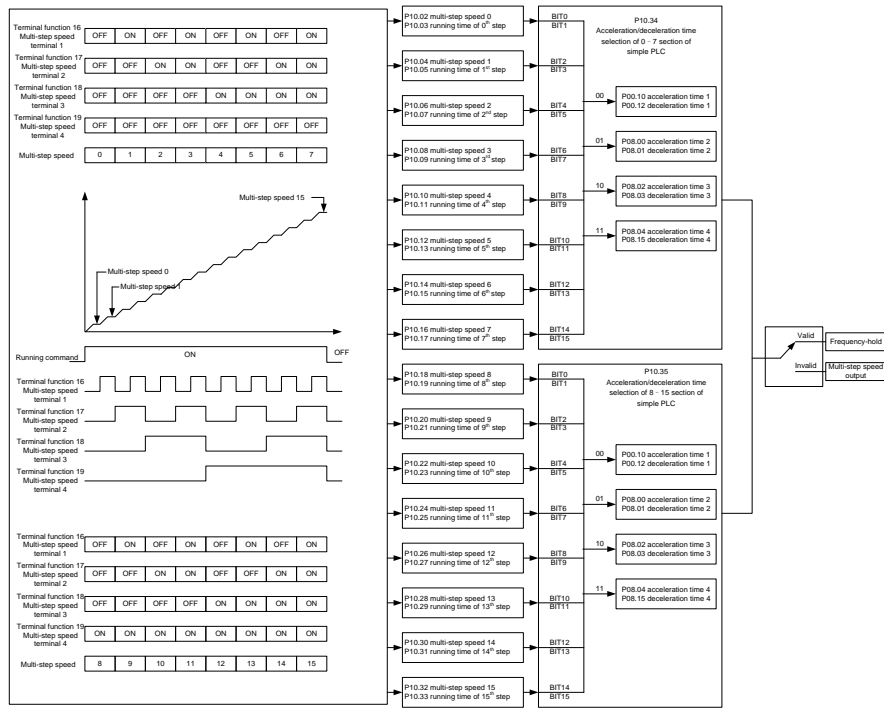 Terminal function 16
Multi-step speed
terminal 1
OFF ON OFF ON OFF ON OFF ON
Terminal function 17
Multi-step speed
terminal 2
OFF OFF ON ON OFF OFF ON ON
Terminal function 18
Multi-step speed
terminal 3
OFF OFF OFF OFF ON ON ON ON
Terminal function 19
Multi-step speed
terminal 4
OFF OFF OFF OFF OFF OFF OFF OFF
Multi-step speed
0 1 2 3 4 5 6 7
Multi-step speed 15
Multi-step speed 0
Multi-step speed 1
Running command
ON
OFF
Terminal function 16
Multi-step speed
terminal 1
Terminal function 17
Multi-step speed
terminal 2
Terminal function 18
Multi-step speed
terminal 3
Terminal function 19
Multi-step speed
terminal 4
Terminal function 16
Multi-step speed
terminal 1
OFF ON OFF ON OFF ON OFF ON
Terminal function 17
Multi-step speed
terminal 2
OFF OFF ON ON OFF OFF ON ON
Terminal function 18
Multi-step speed
terminal 3
OFF OFF OFF OFF ON ON ON ON
Terminal function 19
Multi-step speed
terminal 4
ON ON ON ON ON ON ON ON
Multi-step speed
8 9 10 11 12 13 14 15
P10.02 multi-step speed 0
P10.03 running time of 0th step
P10.04 multi-step speed 1
P10.05 running time of 1st step
P10.06 multi-step speed 2
P10.07 running time of 2nd step
P10.08 multi-step speed 3
P10.09 running time of 3rd step
P10.10 multi-step speed 4
P10.11 running time of 4th step
P10.12 multi-step speed 5
P10.13 running time of 5th step
P10.14 multi-step speed 6
P10.15 running time of 6th step
P10.16 multi-step speed 7
P10.17 running time of 7th step
P10.18 multi-step speed 8
P10.19 running time of 8th step
P10.20 multi-step speed 9
P10.21 running time of 9th step
P10.22 multi-step speed 10
P10.23 running time of 10th step
P10.24 multi-step speed 11
P10.25 running time of 11th step
P10.26 multi-step speed 12
P10.27 running time of 12th step
P10.28 multi-step speed 13
P10.29 running time of 13th step
P10.30 multi-step speed 14
P10.31 running time of 14th step
P10.32 multi-step speed 15
P10.33 running time of 15th step
BIT0
BIT1
BIT2
BIT3
BIT4
BIT5
BIT6
BIT7
BIT8
BIT9
BIT10
BIT11
BIT12
BIT13
BIT14
BIT15
P10.34
Acceleration/deceleration time
selection of 0-7 section of
simple PLC
00
P00.10 acceleration time 1
P00.12 deceleration time 1
01
P08.00 acceleration time 2
P08.01 deceleration time 2
10
P08.02 acceleration time 3
P08.03 deceleration time 3
11
P08.04 acceleration time 4
P08.15 deceleration time 4
BIT0
BIT1
BIT2
BIT3
BIT4
BIT5
BIT6
BIT7
BIT8
BIT9
BIT10
BIT11
BIT12
BIT13
BIT14
BIT15
P10.35
Acceleration/deceleration time
selection of 8-15 section of
simple PLC
00
P00.10 acceleration time 1
P00.12 deceleration time 1
01
P08.00 acceleration time 2
P08.01 deceleration time 2
10
P08.02 acceleration time 3
P08.03 deceleration time 3
11
P08.04 acceleration time 4
P08.15 deceleration time 4
Valid
Invalid
Frequency-hold
Multi-step speed
output